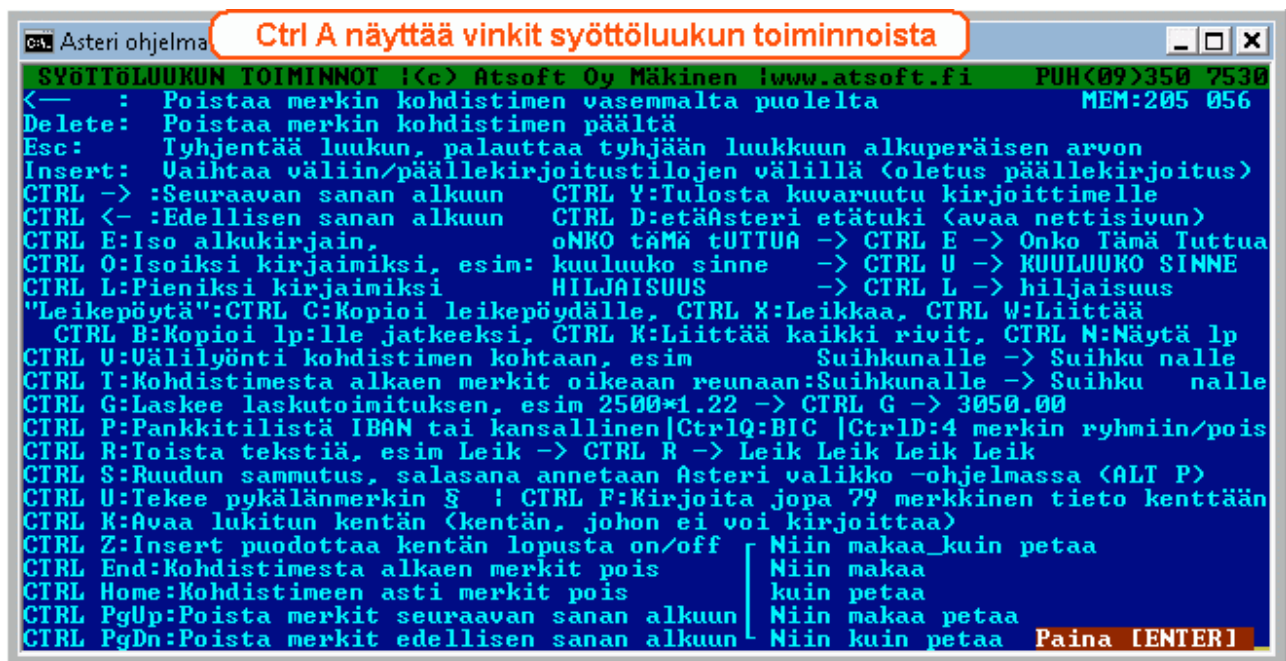 Ctrl A näyttää vinkit syöttöluukun toiminnoista
Asteri ohjelma
SYÖTTÖLUUKUN TOIMINNOT ¦(c) Atsoft Oy Mäkinen ¦www.atsoft.fi PUH(09)350 7530
<── : Poistaa merkin kohdistimen vasemmalta puolelta MEM:205 056
Delete: Poistaa merkin kohdistimen päältä
Esc: Tyhjentää luukun, palauttaa tyhjään luukkuun alkuperäisen arvon
Insert: Vaihtaa väliin/päällekirjoitustilojen välillä (oletus päällekirjoitus)
CTRL -> :Seuraavan sanan alkuun CTRL Y:Tulosta kuvaruutu kirjoittimelle
CTRL <- :Edellisen sanan alkuun CTRL D:etäAsteri etätuki (avaa nettisivun)
CTRL E:Iso alkukirjain, oNKO tÄMÄ tUTTUA -> CTRL E -> Onko Tämä Tuttua
CTRL O:Isoiksi kirjaimiksi, esim: kuuluuko sinne -> CTRL U -> KUULUUKO SINNE
CTRL L:Pieniksi kirjaimiksi HILJAISUUS -> CTRL L -> hiljaisuus
"Leikepöytä":CTRL C:Kopioi leikepöydälle, CTRL X:Leikkaa, CTRL W:Liittää
CTRL B:Kopioi lp:lle jatkeeksi, CTRL K:Liittää kaikki rivit, CTRL N:Näytä lp
CTRL V:Välilyönti kohdistimen kohtaan, esim Suihkunalle -> Suihku nalle
CTRL T:Kohdistimesta alkaen merkit oikeaan reunaan:Suihkunalle -> Suihku nalle
CTRL G:Laskee laskutoimituksen, esim 2500*1.22 -> CTRL G -> 3050.00
CTRL P:Pankkitilistä IBAN tai kansallinen|CtrlQ:BIC |CtrlD:4 merkin ryhmiin/pois
CTRL R:Toista tekstiä, esim Leik -> CTRL R -> Leik Leik Leik Leik
CTRL S:Ruudun sammutus, salasana annetaan Asteri valikko -ohjelmassa (ALT P)
CTRL U:Tekee pykälänmerkin § ¦ CTRL F:Kirjoita jopa 79 merkkinen tieto kenttään
CTRL K:Avaa lukitun kentän (kentän, johon ei voi kirjoittaa)
CTRL Z:Insert puodottaa kentän lopusta on/off ┌ Niin makaa_kuin petaa
CTRL End:Kohdistimesta alkaen merkit pois │ Niin makaa
CTRL Home:Kohdistimeen asti merkit pois │ kuin petaa
CTRL PgUp:Poista merkit seuraavan sanan alkuun│ Niin makaa petaa
CTRL PgDn:Poista merkit edellisen sanan alkuun└ Niin kuin petaa Paina [ENTER]